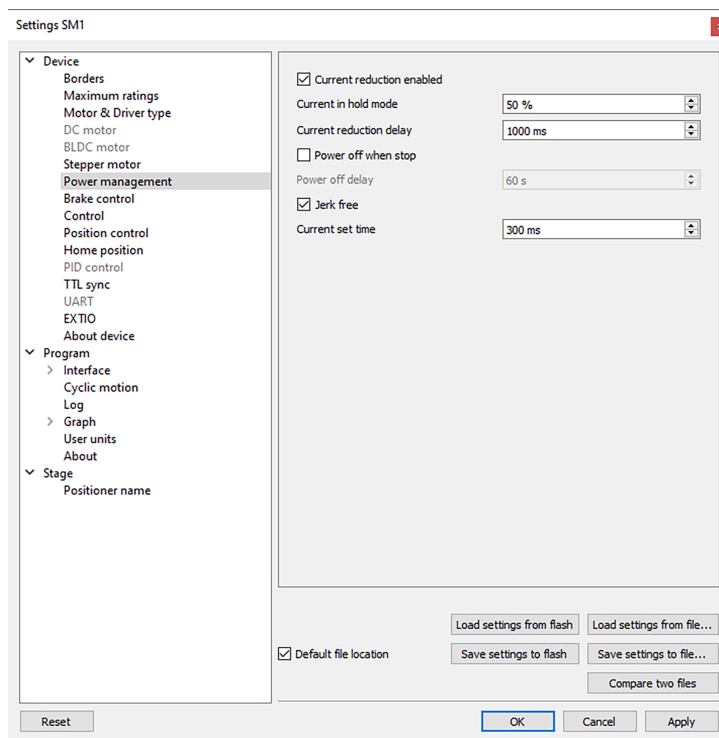 Settings SM1
Device
Borders
Maximum ratings
Motor & Driver type
DC motor
BLDC motor
Stepper motor
Power management
Brake control
Control
Position control
Home position
PID control
TTL sync
UART
EXTIO
About device
Program
Interface
Cyclic motion
Log
Graph
User units
About
Stage
Positioner name
Current reduction enabled
Current in hold mode 50 %
Current reduction delay 1000 ms
Power off when stop
Power off delay 60 s
Jerk free
Current set time 300 ms
Load settings from flash Load settings from file...
Default file location Save settings to flash Save settings to file...
Compare two files
Reset OK Cancel Apply